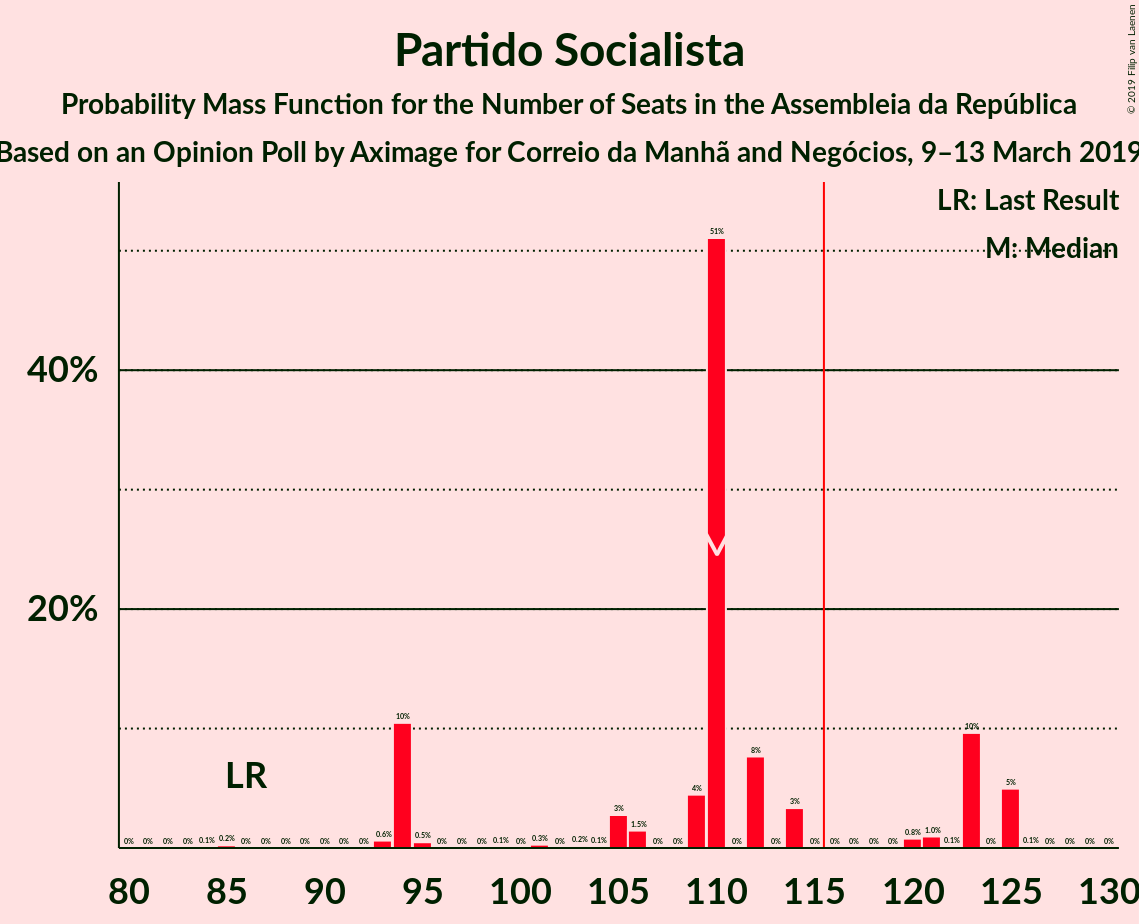 © 2019 Filip van Laenen
Partido Socialista
Probability Mass Function for the Number of Seats in the Assembleia da República
Based on an Opinion Poll by Aximage for Correio da Manhã and Negócios, 9–13 March 2019
LR: Last Result
M: Median
40%
20%
LR
M
0% 0% 0% 0% 0.1% 0.2% 0% 0% 0% 0% 0% 0% 0% 0.6% 10% 0.5% 0% 0% 0% 0.1% 0% 0.3% 0% 0.2% 0.1% 3% 1.5% 0% 0% 4% 51% 0% 8% 0% 3% 0% 0% 0% 0% 0% 0.8% 1.0% 0.1% 10% 0% 5% 0.1% 0% 0% 0% 0%
80 85 90 95 100 105 110 115 120 125 130